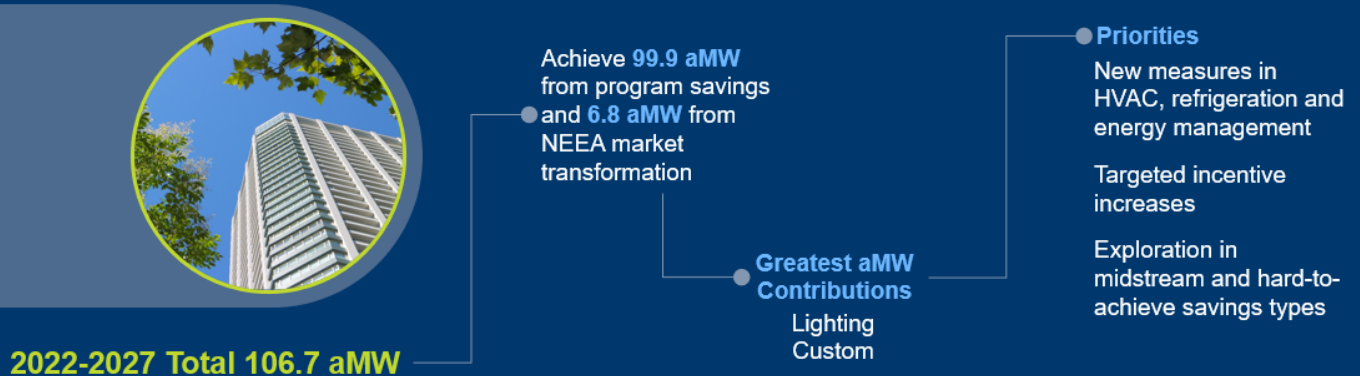 2022-2027 Total 106.7 aMW
Achieve 99.9 aMW
from program savings
and 6.8 aMW from
NEEA market
transformation
Greatest aMW
Contributions
Lighting
Custom
Priorities
New measures in
HVAC, refrigeration and
energy management
Targeted incentive
increases
Exploration in
midstream and hard-to-
achieve savings types